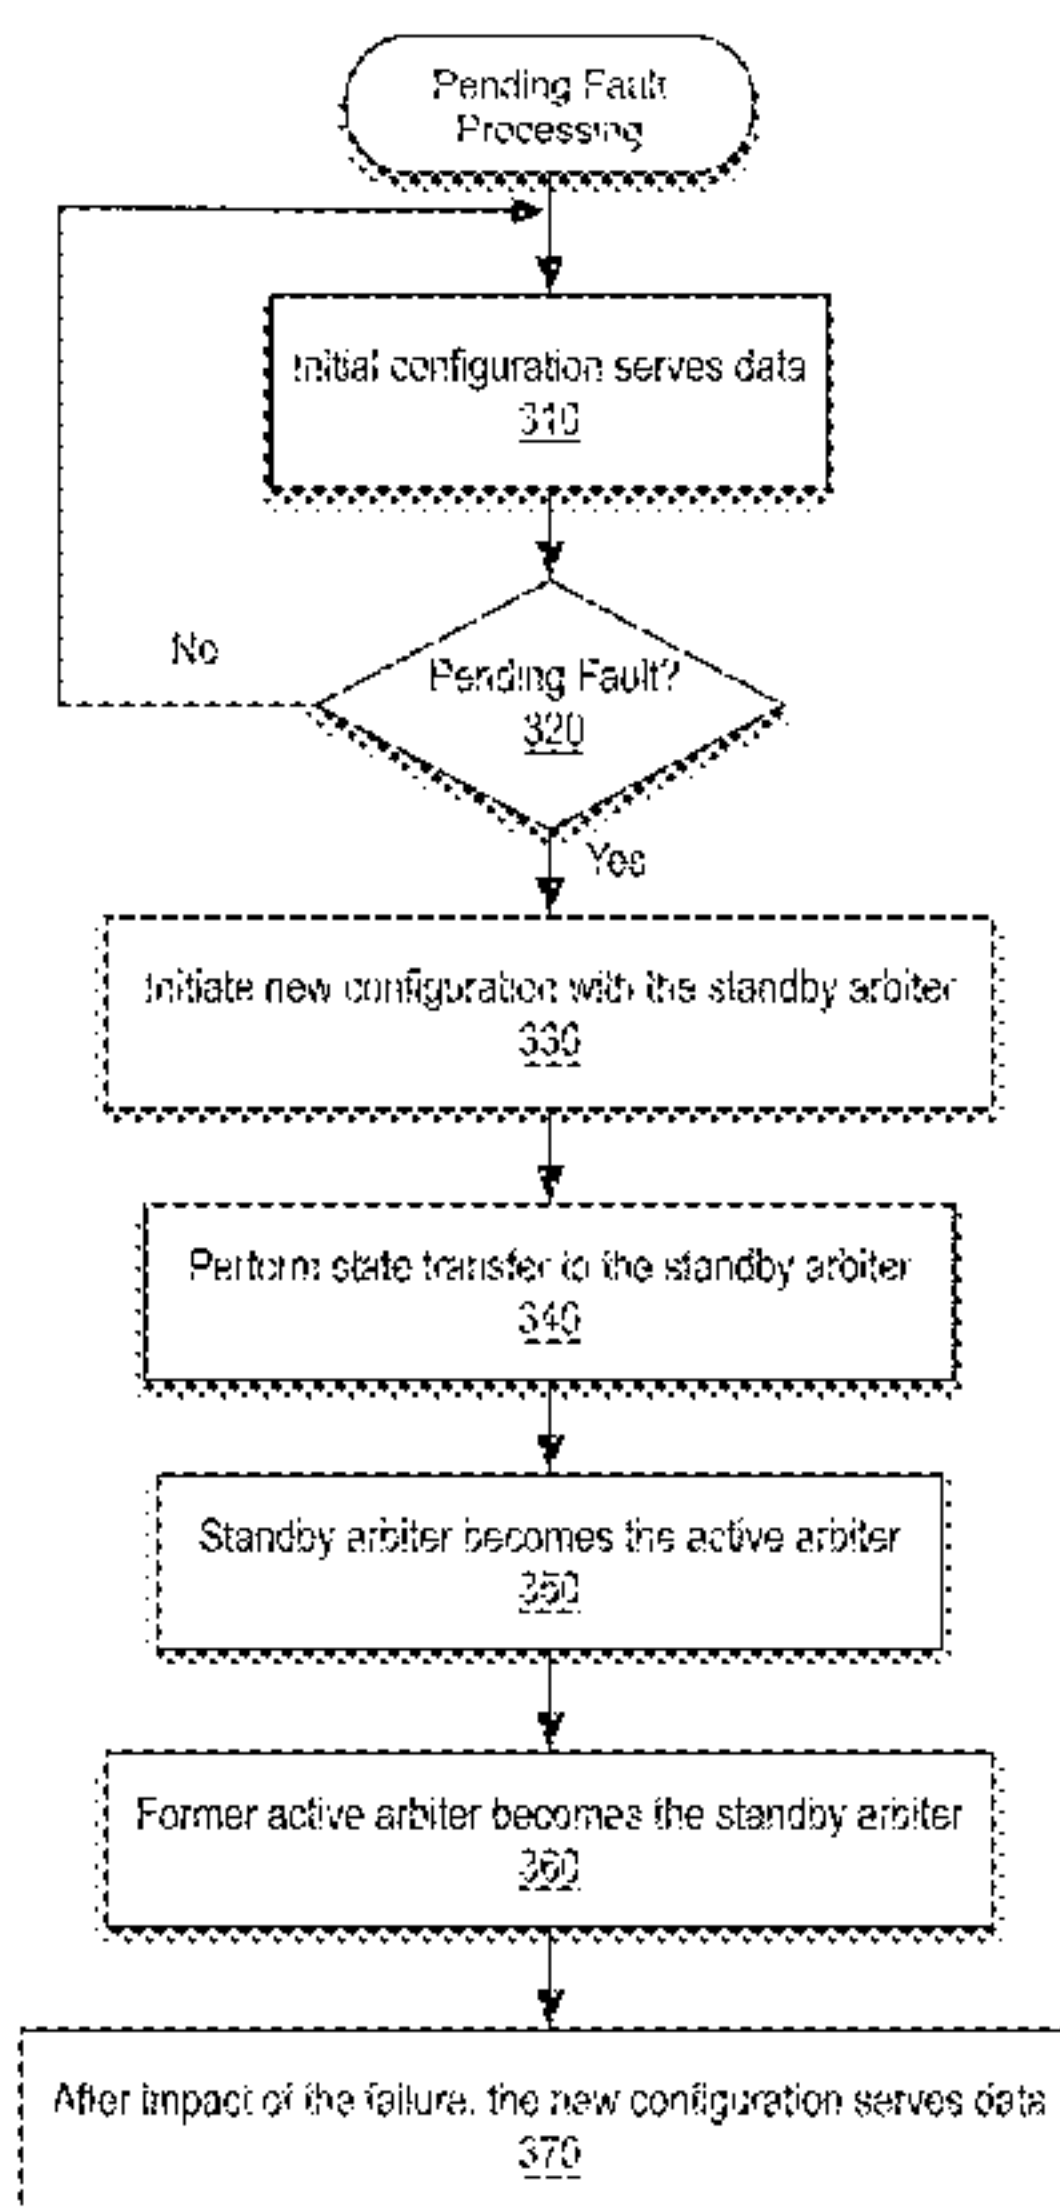 Pending Fault
Processing
Initial configuration serves data
310
No
Pending Fault?
320
Yes
Initiate new configuration with the standby arbiter
330
Perform state transfer to the standby arbiter
340
Standby arbiter becomes the active arbiter
350
Former active arbiter becomes the standby arbiter
360
After impact of the failure, the new configuration serves data
370